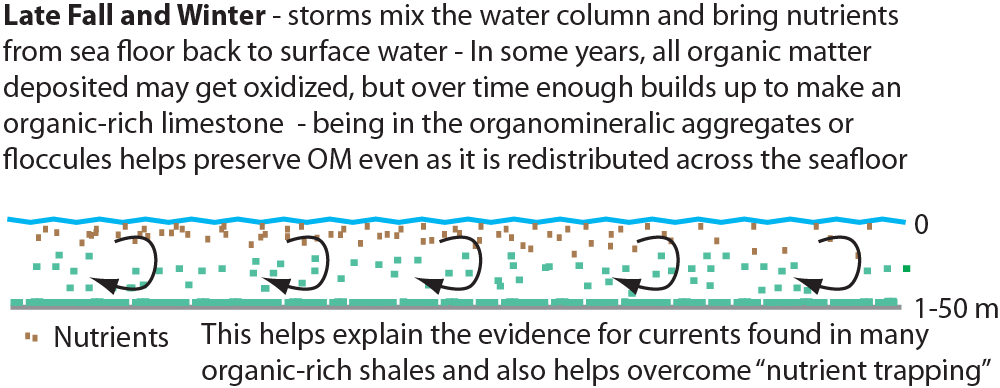 Late Fall and Winter - storms mix the water column and bring nutrients
from sea floor back to surface water - In some years, all organic matter
deposited may get oxidized, but over time enough builds up to make an
organic-rich limestone  - being in the organomineralic aggregates or
floccules helps preserve OM even as it is redistributed across the seafloor
0
1-50 m
Nutrients
This helps explain the evidence for currents found in many
organic-rich shales and also helps overcome “nutrient trapping”